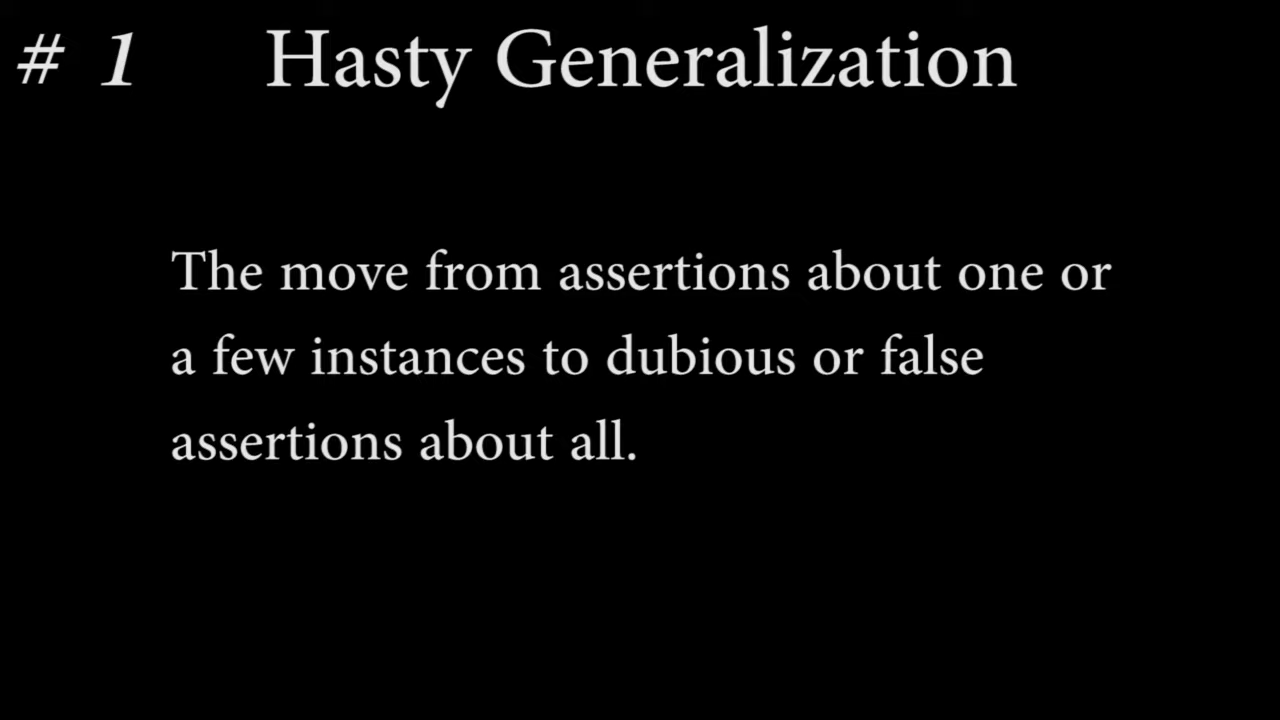 # 1 Hasty Generalization
The move from assertions about one or
a few instances to dubious or false
assertions about all.